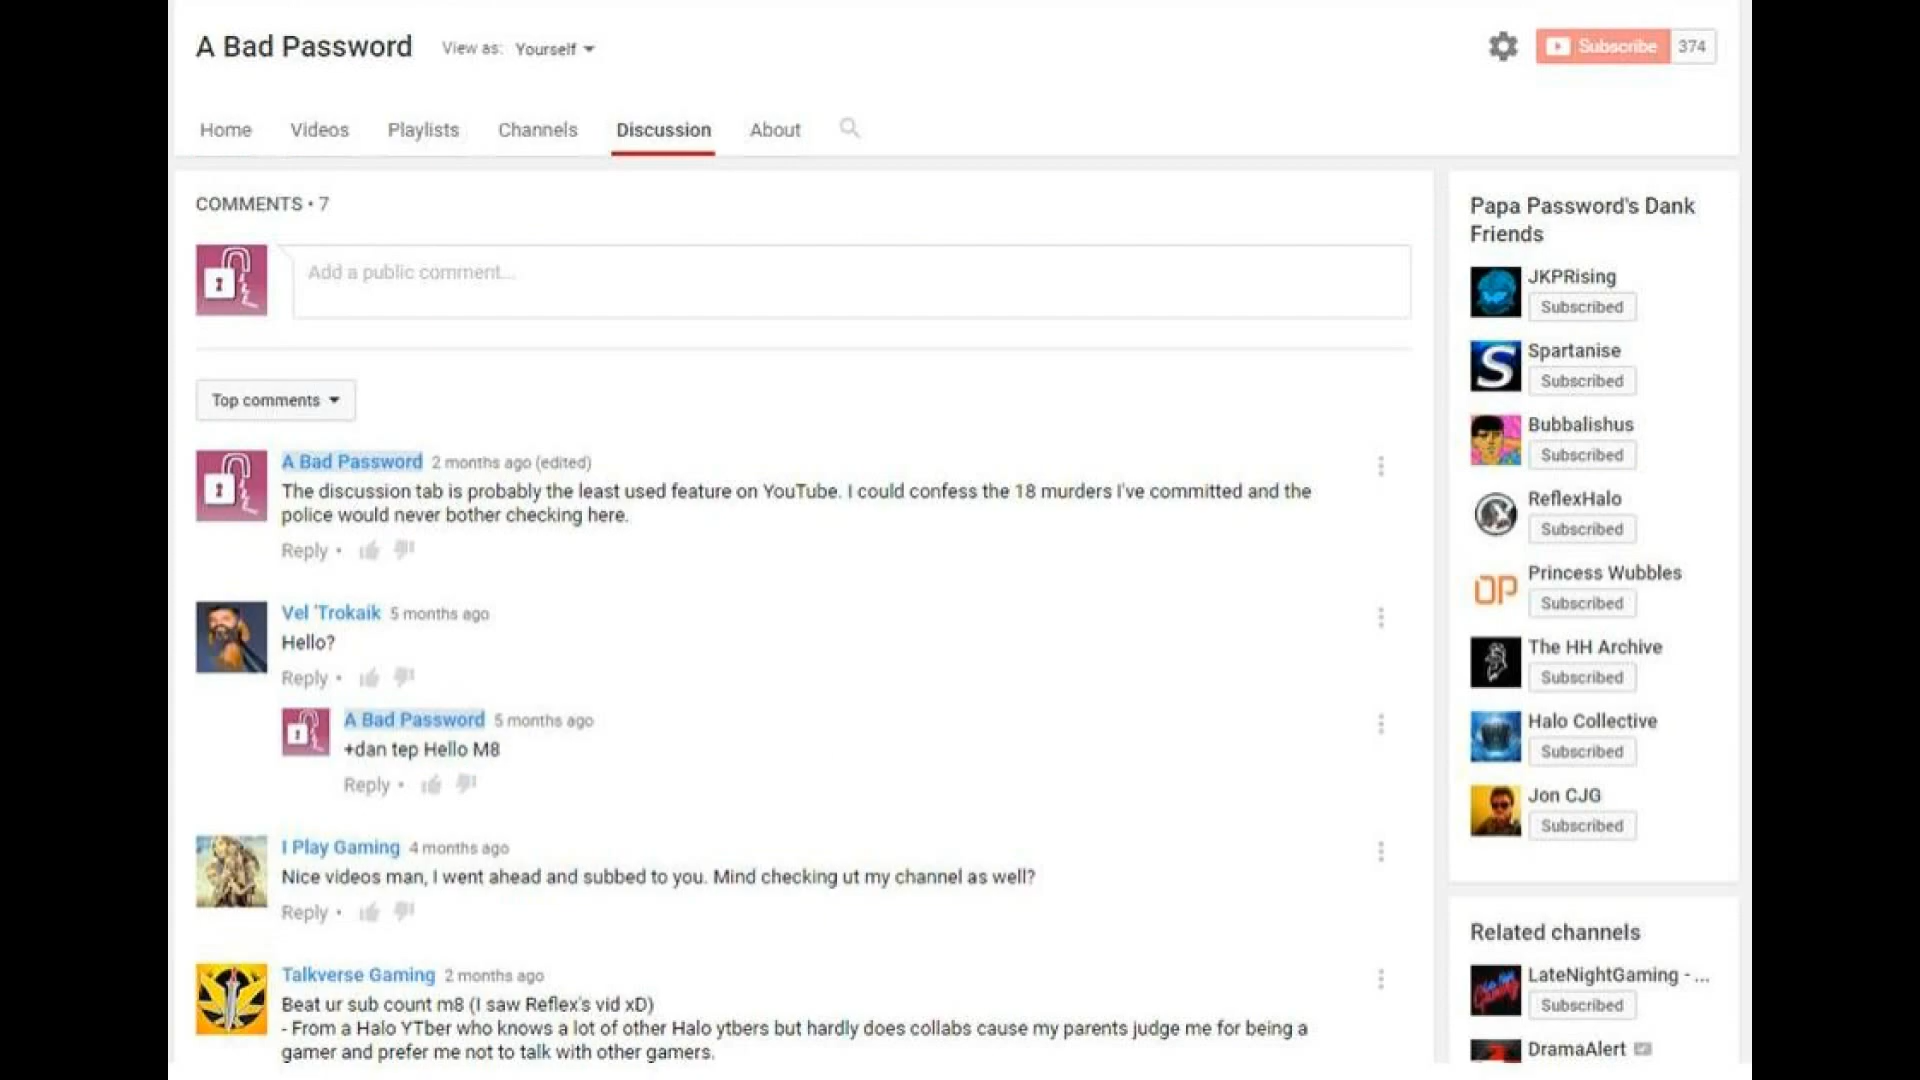 A Bad Password View as: Yourself
Subscribe 374
Home Videos Playlists Channels Discussion About
COMMENTS • 7
Add a public comment...
Top comments
A Bad Password 2 months ago (edited)
The discussion tab is probably the least used feature on YouTube. I could confess the 18 murders I've committed and the
police would never bother checking here.
Reply •
Vel 'Trokaik 5 months ago
Hello?
Reply •
A Bad Password 5 months ago
+dan tep Hello M8
Reply •
I Play Gaming 4 months ago
Nice videos man, I went ahead and subbed to you. Mind checking ut my channel as well?
Reply •
Talkverse Gaming 2 months ago
Beat ur sub count m8 (I saw Reflex's vid xD)
- From a Halo YTber who knows a lot of other Halo ytbers but hardly does collabs cause my parents judge me for being a
gamer and prefer me not to talk with other gamers.
Papa Password's Dank
Friends
JKPRising
Subscribed
S
Spartanise
Subscribed
Bubbalishus
Subscribed
ReflexHalo
Subscribed
OP
Princess Wubbles
Subscribed
The HH Archive
Subscribed
Halo Collective
Subscribed
Jon CJG
Subscribed
Related channels
LateNightGaming - ...
Subscribed
DramaAlert